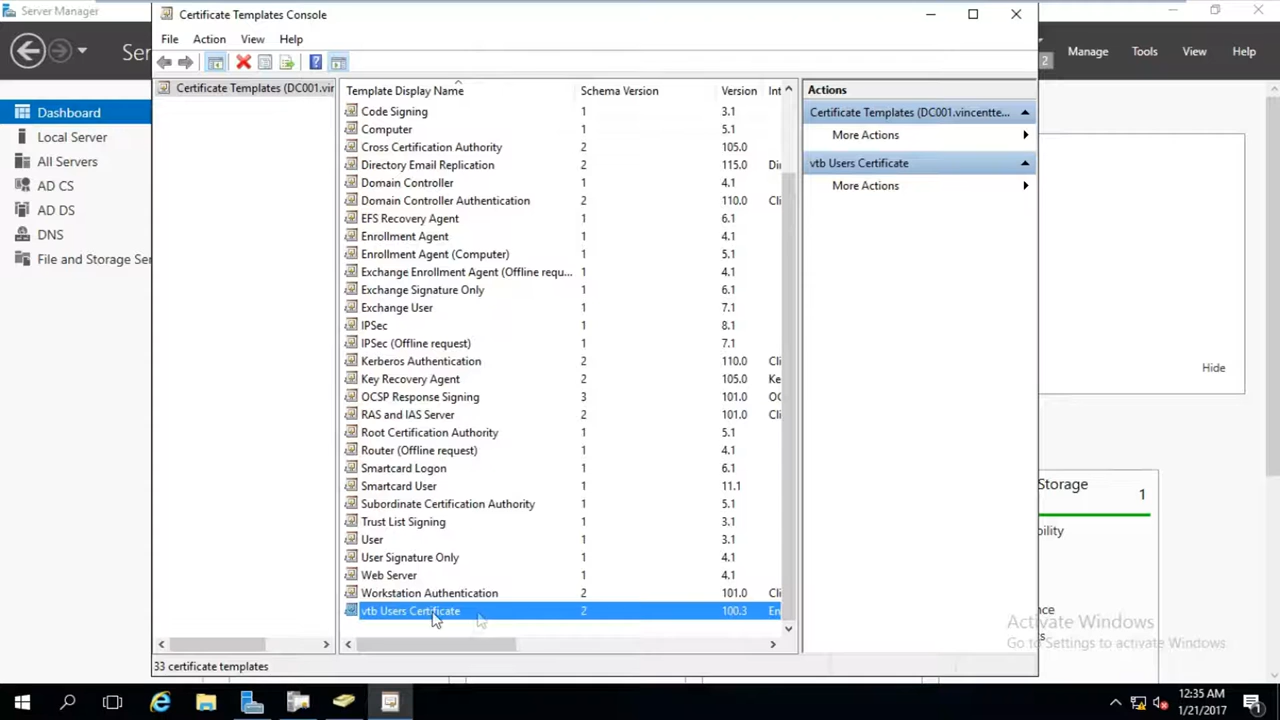 Server Manager
Certificate Templates Console
File Action View Help
Manage Tools View Help
2
Dashboard
Local Server
All Servers
AD CS
AD DS
DNS
File and Storage Ser
Certificate Templates (DC001.vir
Template Display Name Schema Version Version Int
Code Signing 1 3.1
Computer 1 5.1
Cross Certification Authority 2 105.0
Directory Email Replication 2 115.0 Dir
Domain Controller 1 4.1
Domain Controller Authentication 2 110.0 Cli
EFS Recovery Agent 1 6.1
Enrollment Agent 1 4.1
Enrollment Agent (Computer) 1 5.1
Exchange Enrollment Agent (Offline requ... 1 4.1
Exchange Signature Only 1 6.1
Exchange User 1 7.1
IPSec 1 8.1
IPSec (Offline request) 1 7.1
Kerberos Authentication 2 110.0 Cli
Key Recovery Agent 2 105.0 Ke
OCSP Response Signing 3 101.0 OC
RAS and IAS Server 2 101.0 Cli
Root Certification Authority 1 5.1
Router (Offline request) 1 4.1
Smartcard Logon 1 6.1
Smartcard User 1 11.1
Subordinate Certification Authority 1 5.1
Trust List Signing 1 3.1
User 1 3.1
User Signature Only 1 4.1
Web Server 1 4.1
Workstation Authentication 2 101.0 Cli
vtb Users Certificate 2 100.3 En
33 certificate templates
Actions
Certificate Templates (DC001.vincentte...
More Actions
vtb Users Certificate
More Actions
Hide
Storage 1
bility
nce
Activate Windows
Go to Settings to activate Windows.
12:35 AM
1/21/2017
1